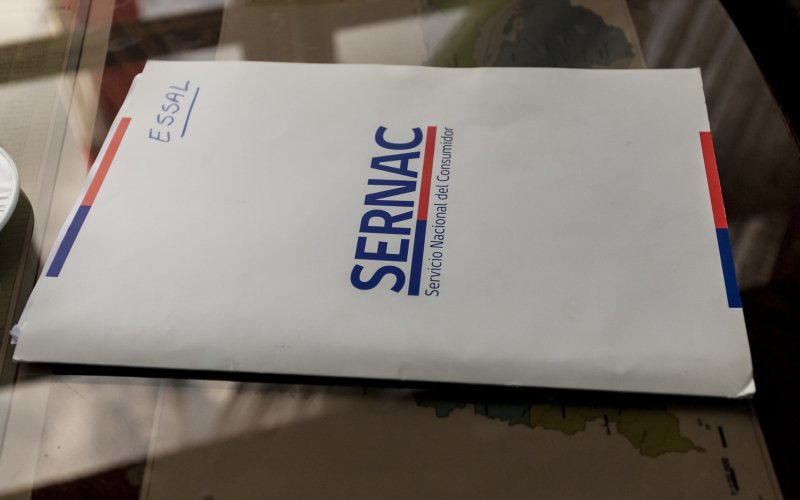 ESSAL
SERNAC
Servicio Nacional del Consumidor